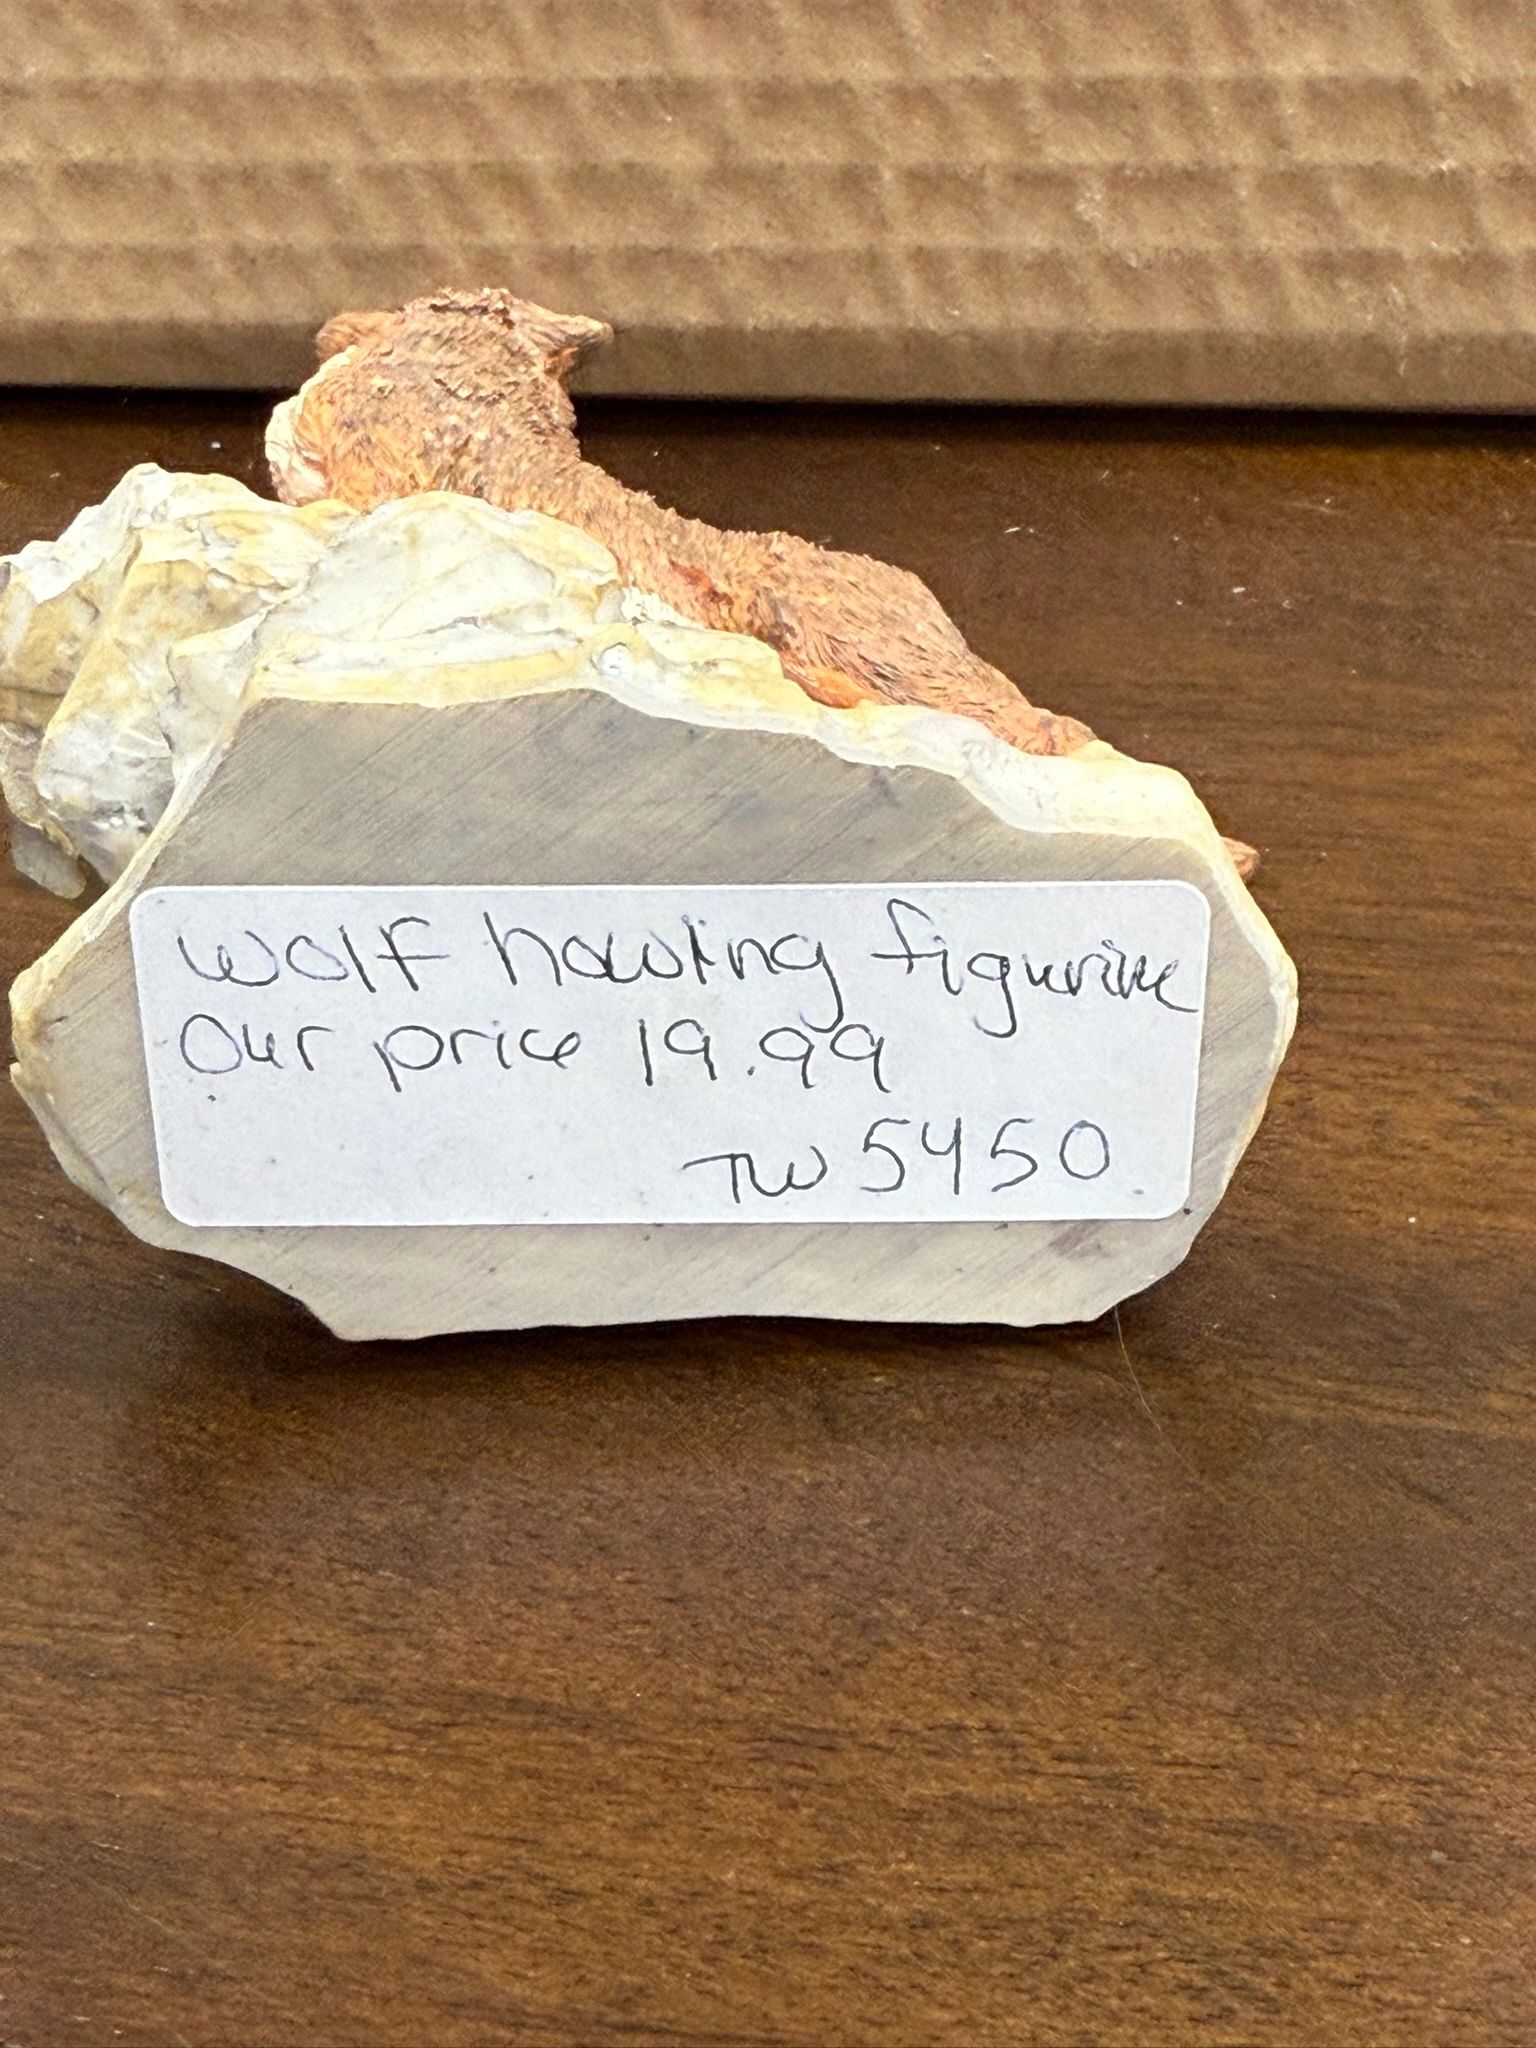 Wolf howling figurine
Our price 19.99
TW 5450